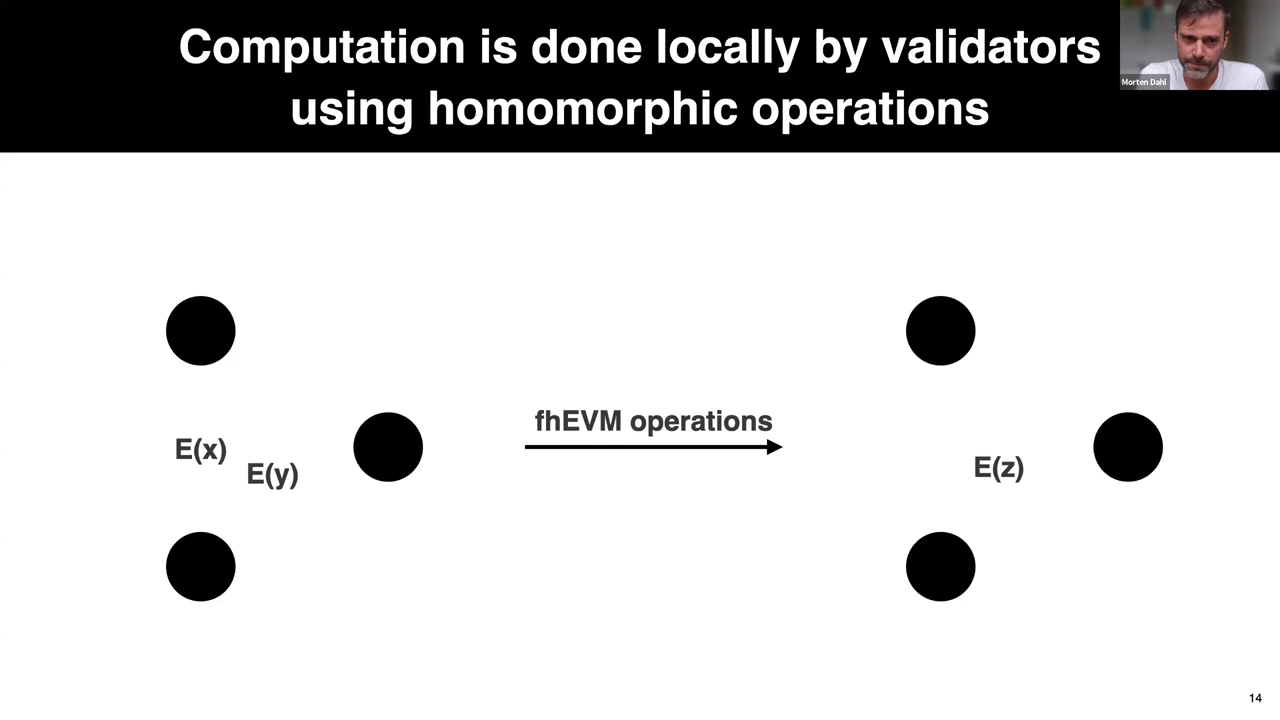 Computation is done locally by validators
using homomorphic operations
Morten Dahl
fhEVM operations
E(x)
E(y)
E(z)
14